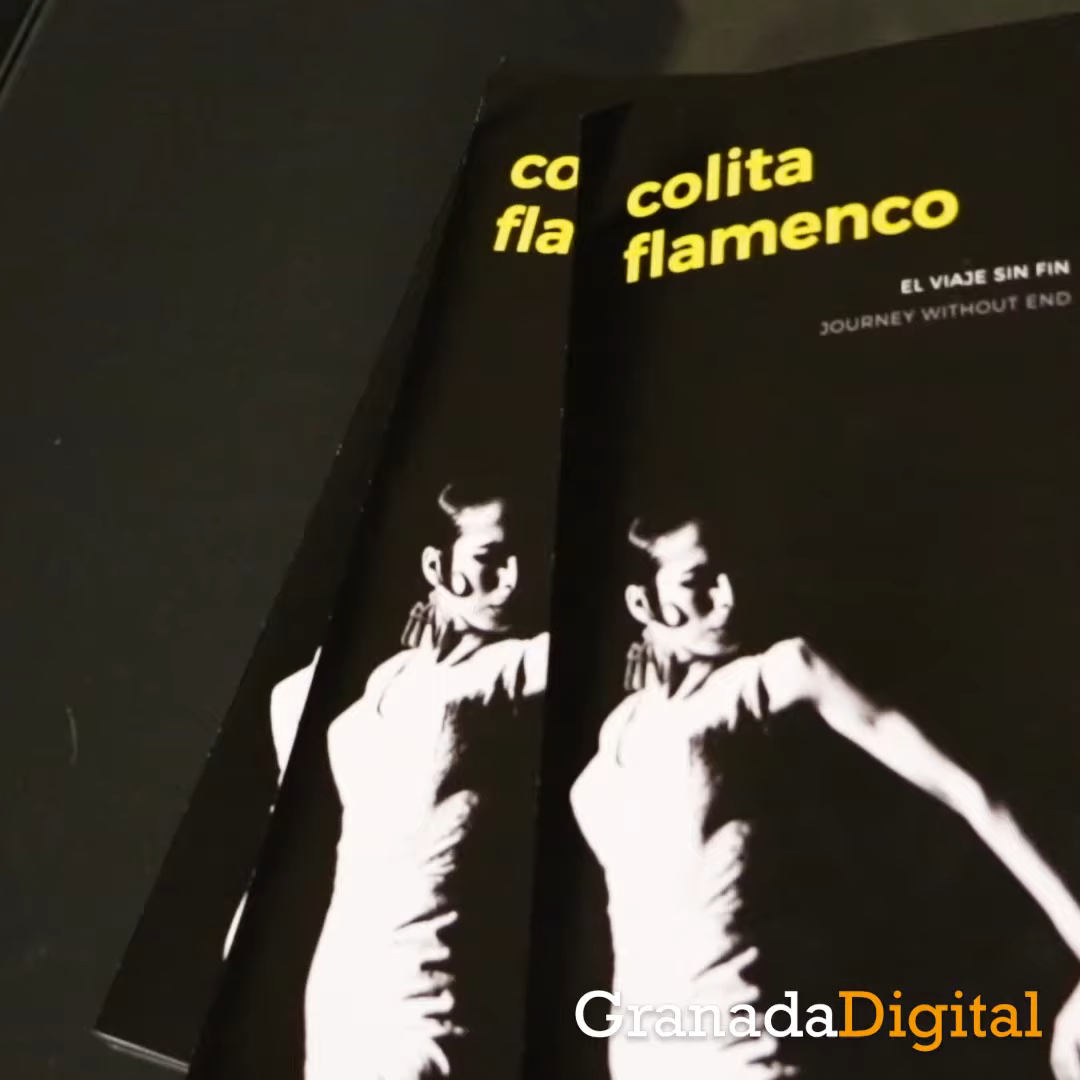 co
fla
colita
flamenco
EL VIAJE SIN FIN
JOURNEY WITHOUT END
GranadaDigital